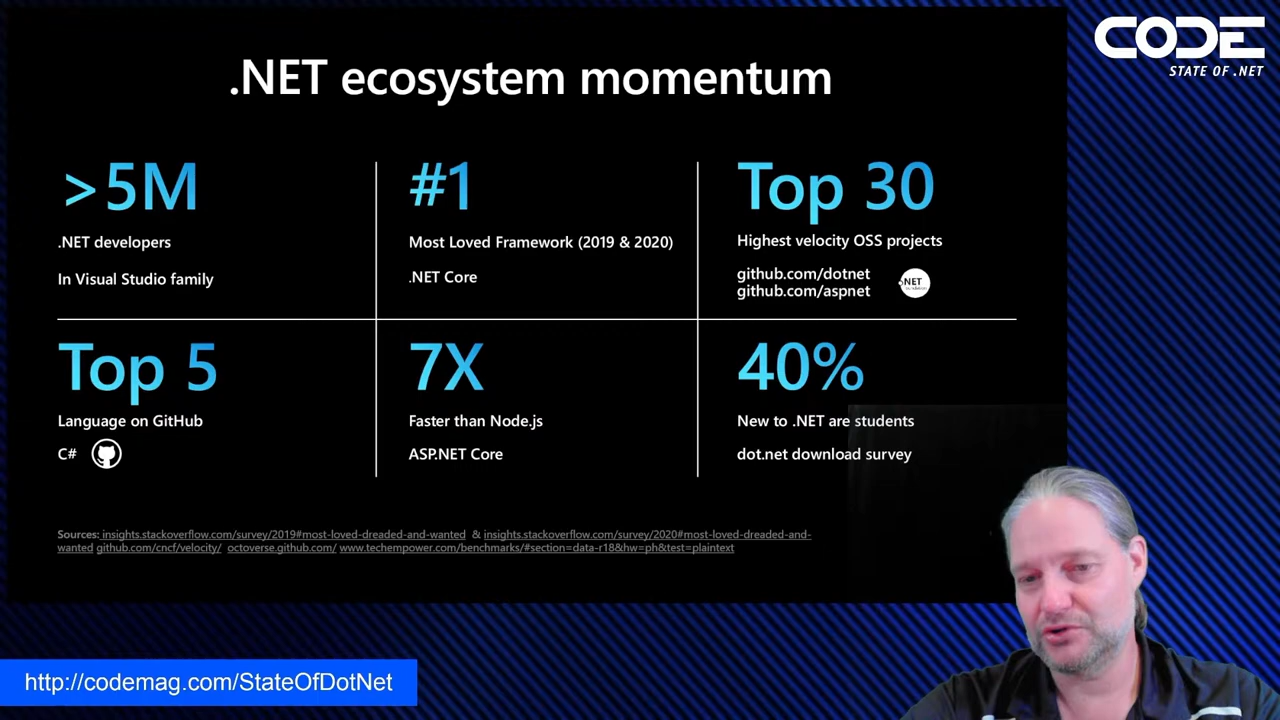 CODE
STATE OF .NET
.NET ecosystem momentum
>5M
.NET developers
In Visual Studio family
#1
Most Loved Framework (2019 & 2020)
.NET Core
Top 30
Highest velocity OSS projects
github.com/dotnet
github.com/aspnet
.NET
Top 5
Language on GitHub
C#
7X
Faster than Node.js
ASP.NET Core
40%
New to .NET are students
dot.net download survey
Sources: insights.stackoverflow.com/survey/2019#most-loved-dreaded-and-wanted & insights.stackoverflow.com/survey/2020#most-loved-dreaded-and-
wanted github.com/cncf/velocity/ octoverse.github.com/ www.techempower.com/benchmarks/#section=data-r18&hw=ph&test=plaintext
http://codemag.com/StateOfDotNet